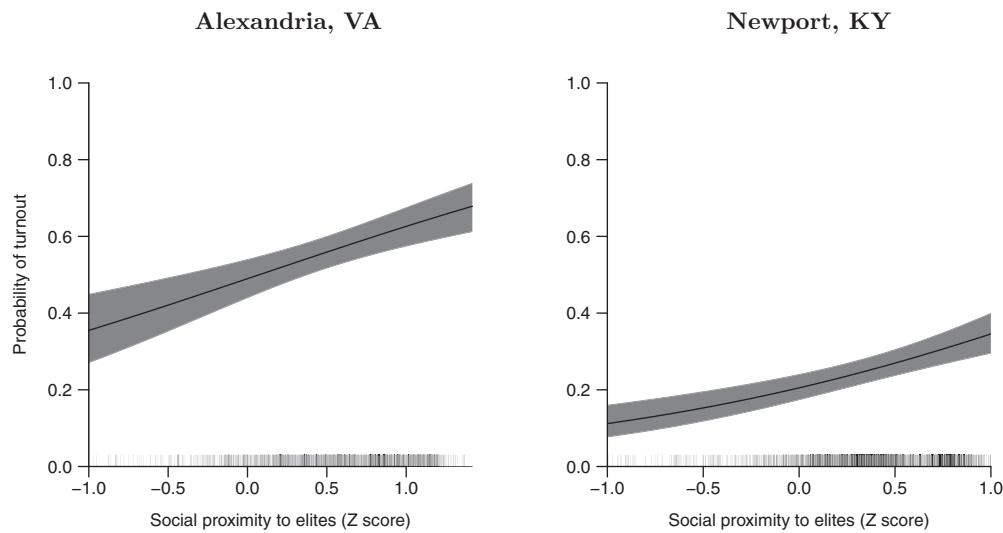 Alexandria, VA
Newport, KY
Probability of turnout
1.0
0.8
0.6
0.4
0.2
0.0
−1.0 −0.5 0.0 0.5 1.0
Social proximity to elites (Z score)
1.0
0.8
0.6
0.4
0.2
0.0
−1.0 −0.5 0.0 0.5 1.0
Social proximity to elites (Z score)